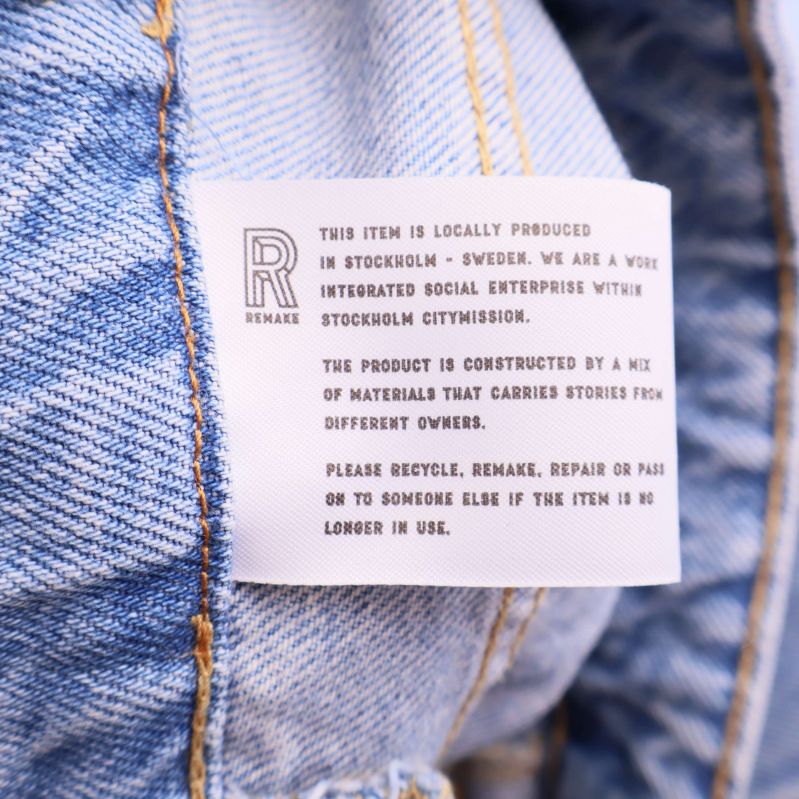 R
REMAKE
THIS ITEM IS LOCALLY PRODUCED
IN STOCKHOLM - SWEDEN. WE ARE A WORK
INTEGRATED SOCIAL ENTERPRISE WITHIN
STOCKHOLM CITYMISSION.
THE PRODUCT IS CONSTRUCTED BY A MIX
OF MATERIALS THAT CARRIES STORIES FROM
DIFFERENT OWNERS.
PLEASE RECYCLE, REMAKE, REPAIR OR PASS
ON TO SOMEONE ELSE IF THE ITEM IS NO
LONGER IN USE.